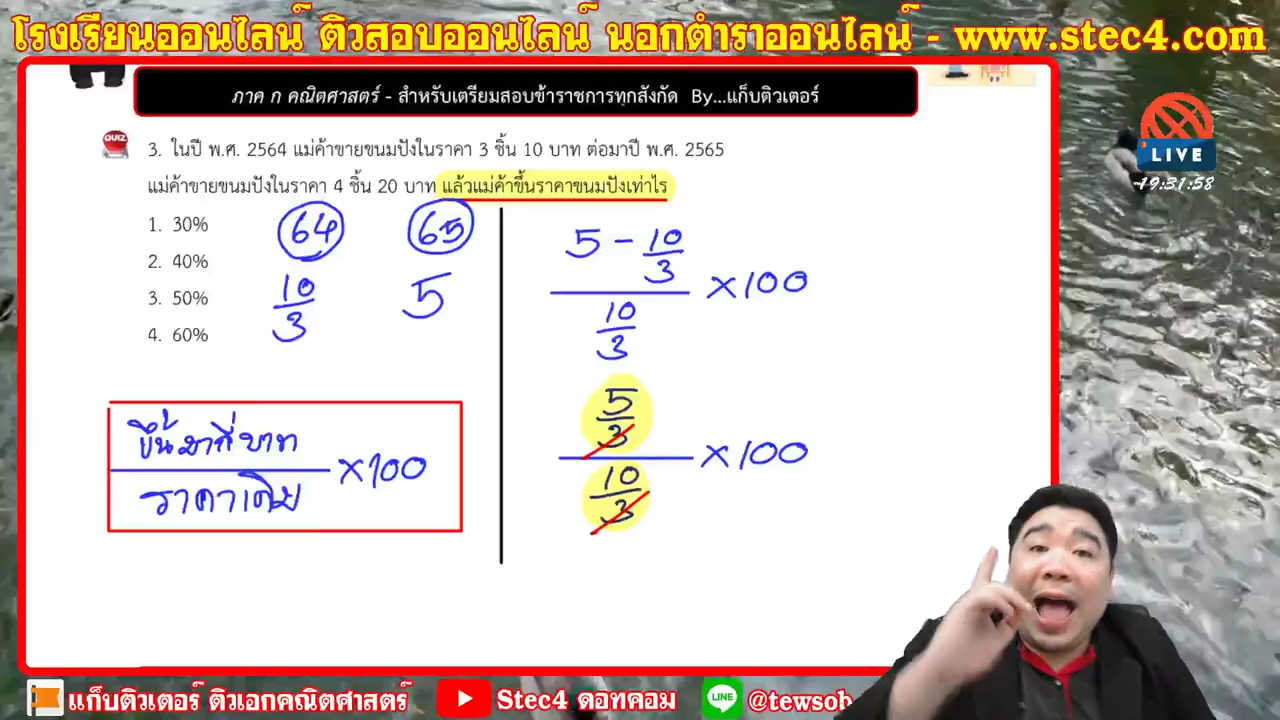 โรงเรียนออนไลน์ ติวสอบออนไลน์ นอกตำราออนไลน์ - www.stec4.com
ภาค ก คณิตศาสตร์ - สำหรับเตรียมสอบข้าราชการทุกสังกัด By...แก็บติวเตอร์
LIVE
19:31:58
QUIZ
3. ในปี พ.ศ. 2564 แม่ค้าขายขนมปังในราคา 3 ชิ้น 10 บาท ต่อมาปี พ.ศ. 2565
แม่ค้าขายขนมปังในราคา 4 ชิ้น 20 บาท แล้วแม่ค้าขึ้นราคาขนมปังเท่าไร
1. 30%
2. 40%
3. 50%
4. 60%
64 65
10
3
5
ขึ้นมากี่บาท
ราคาเดิม
×100
5 - 10
3
10
3
×100
5
3
10
3
×100
แก็บติวเตอร์ ติวเอกคณิตศาสตร์ Stec4 ดอทคอม LINE @tewsob